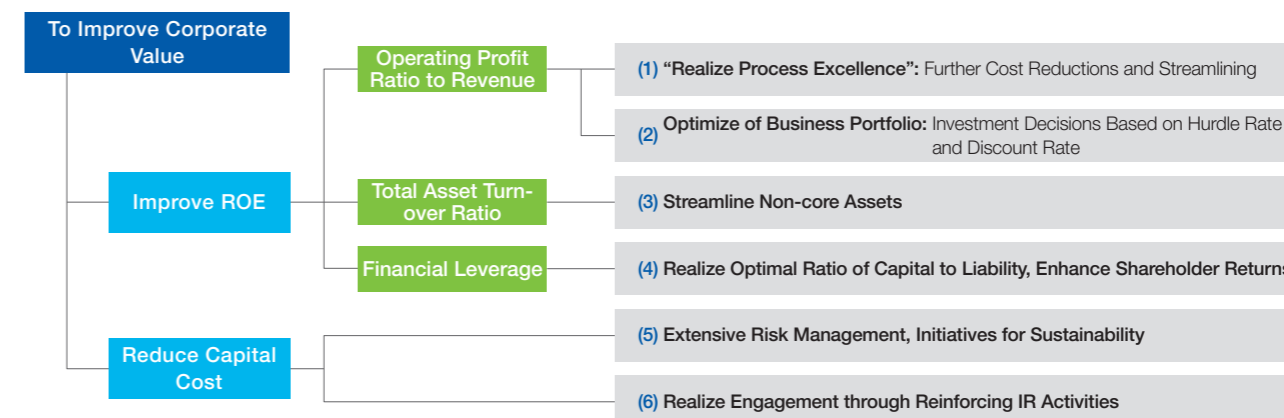 To Improve Corporate
Value
Operating Profit
Ratio to Revenue
(1) “Realize Process Excellence”: Further Cost Reductions and Streamlining
(2) Optimize of Business Portfolio: Investment Decisions Based on Hurdle Rate
and Discount Rate
Improve ROE
Total Asset Turn-
over Ratio
(3) Streamline Non-core Assets
Financial Leverage
(4) Realize Optimal Ratio of Capital to Liability, Enhance Shareholder Returns
Reduce Capital
Cost
(5) Extensive Risk Management, Initiatives for Sustainability
(6) Realize Engagement through Reinforcing IR Activities